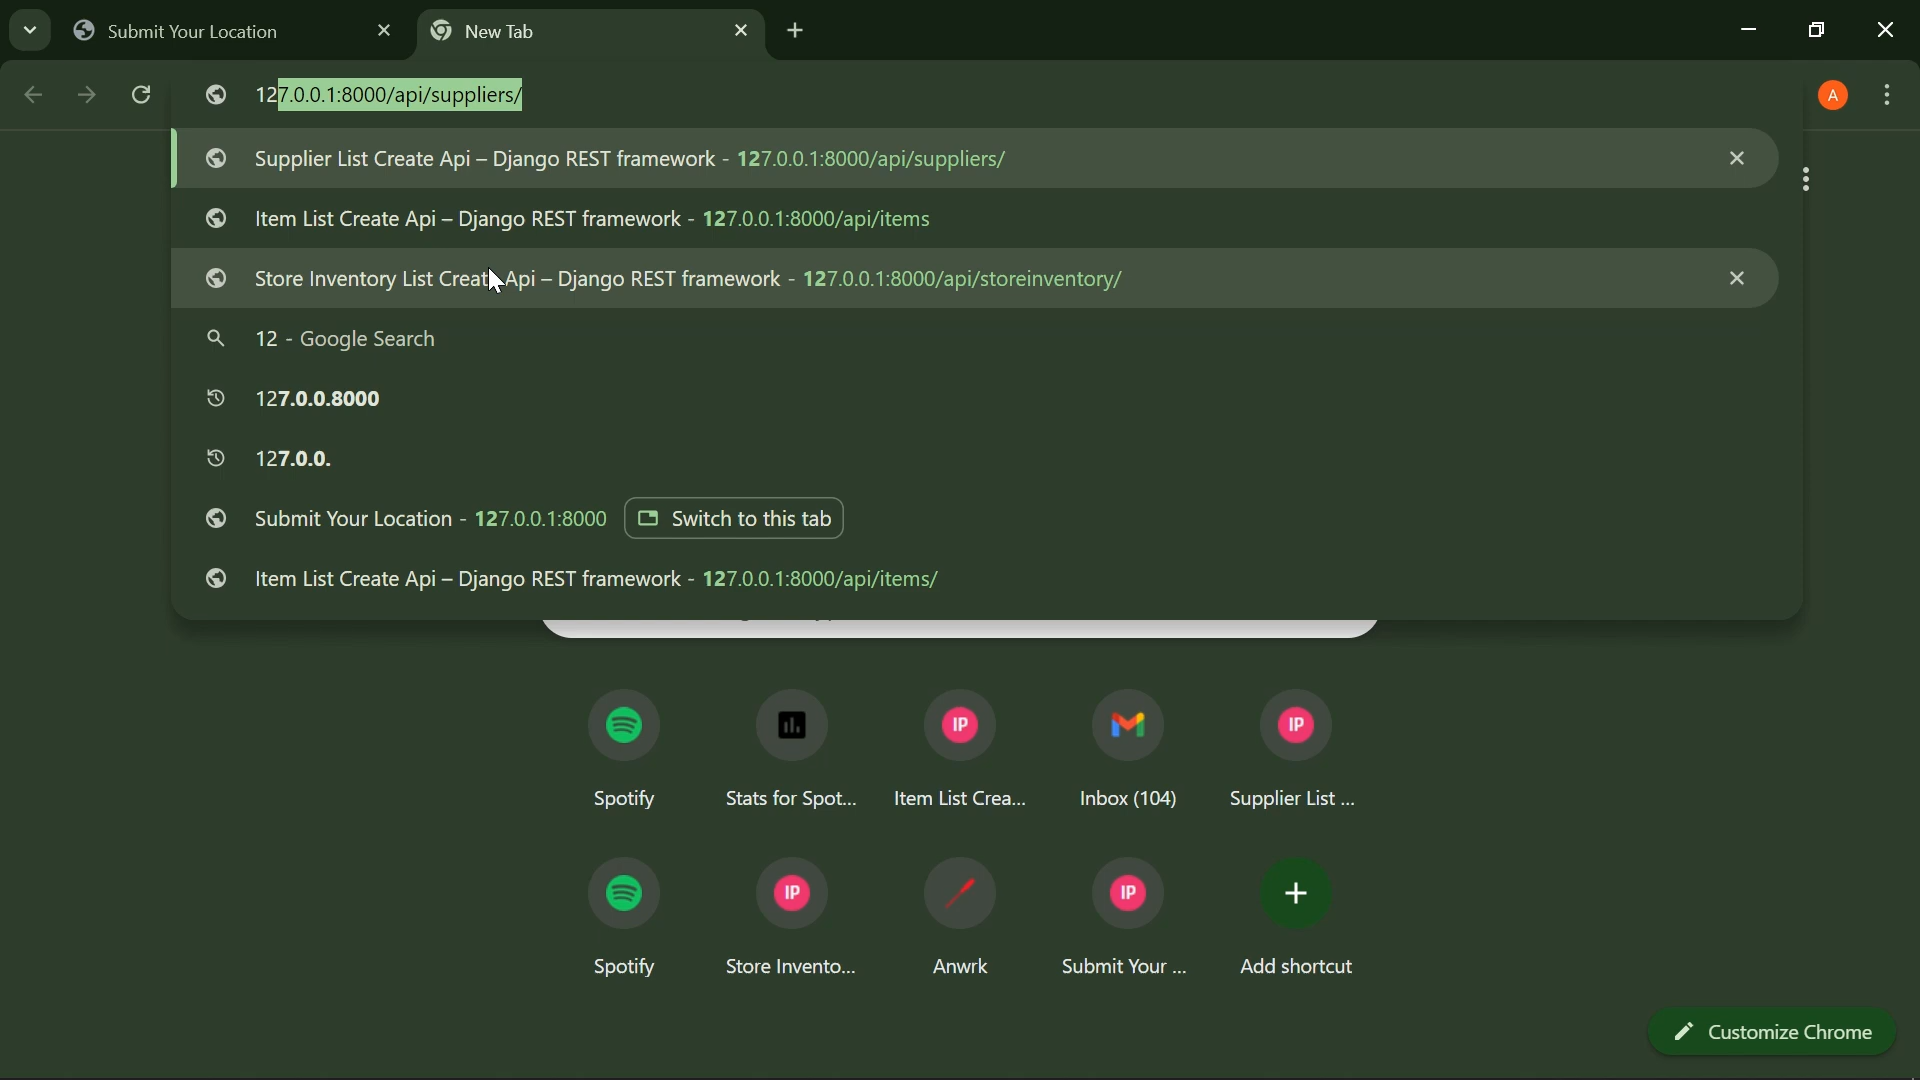 Submit Your Location
New Tab
127.0.0.1:8000/api/suppliers/
A
Supplier List Create Api – Django REST framework - 127.0.0.1:8000/api/suppliers/
Item List Create Api – Django REST framework - 127.0.0.1:8000/api/items
Store Inventory List Create Api – Django REST framework - 127.0.0.1:8000/api/storeinventory/
12 - Google Search
127.0.0.8000
127.0.0.
Submit Your Location - 127.0.0.1:8000 Switch to this tab
Item List Create Api – Django REST framework - 127.0.0.1:8000/api/items/
IP IP
Spotify Stats for Spot... Item List Crea... Inbox (104) Supplier List ...
IP IP
Spotify Store Invento... Anwrk Submit Your ... Add shortcut
Customize Chrome